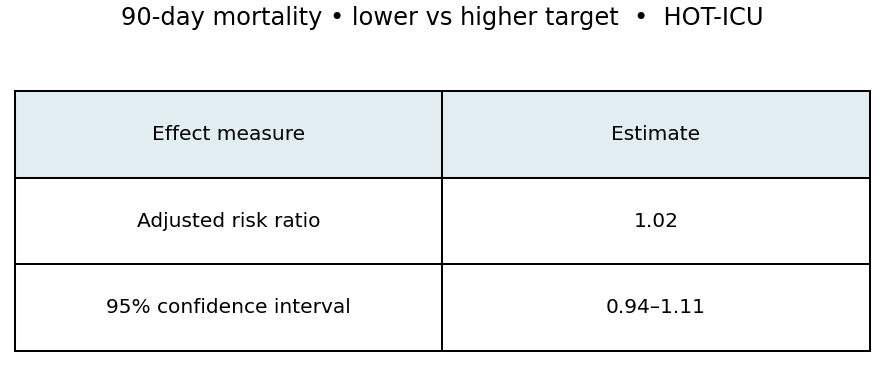 90-day mortality • lower vs higher target • HOT-ICU
Effect measure Estimate
Adjusted risk ratio 1.02
95% confidence interval 0.94–1.11